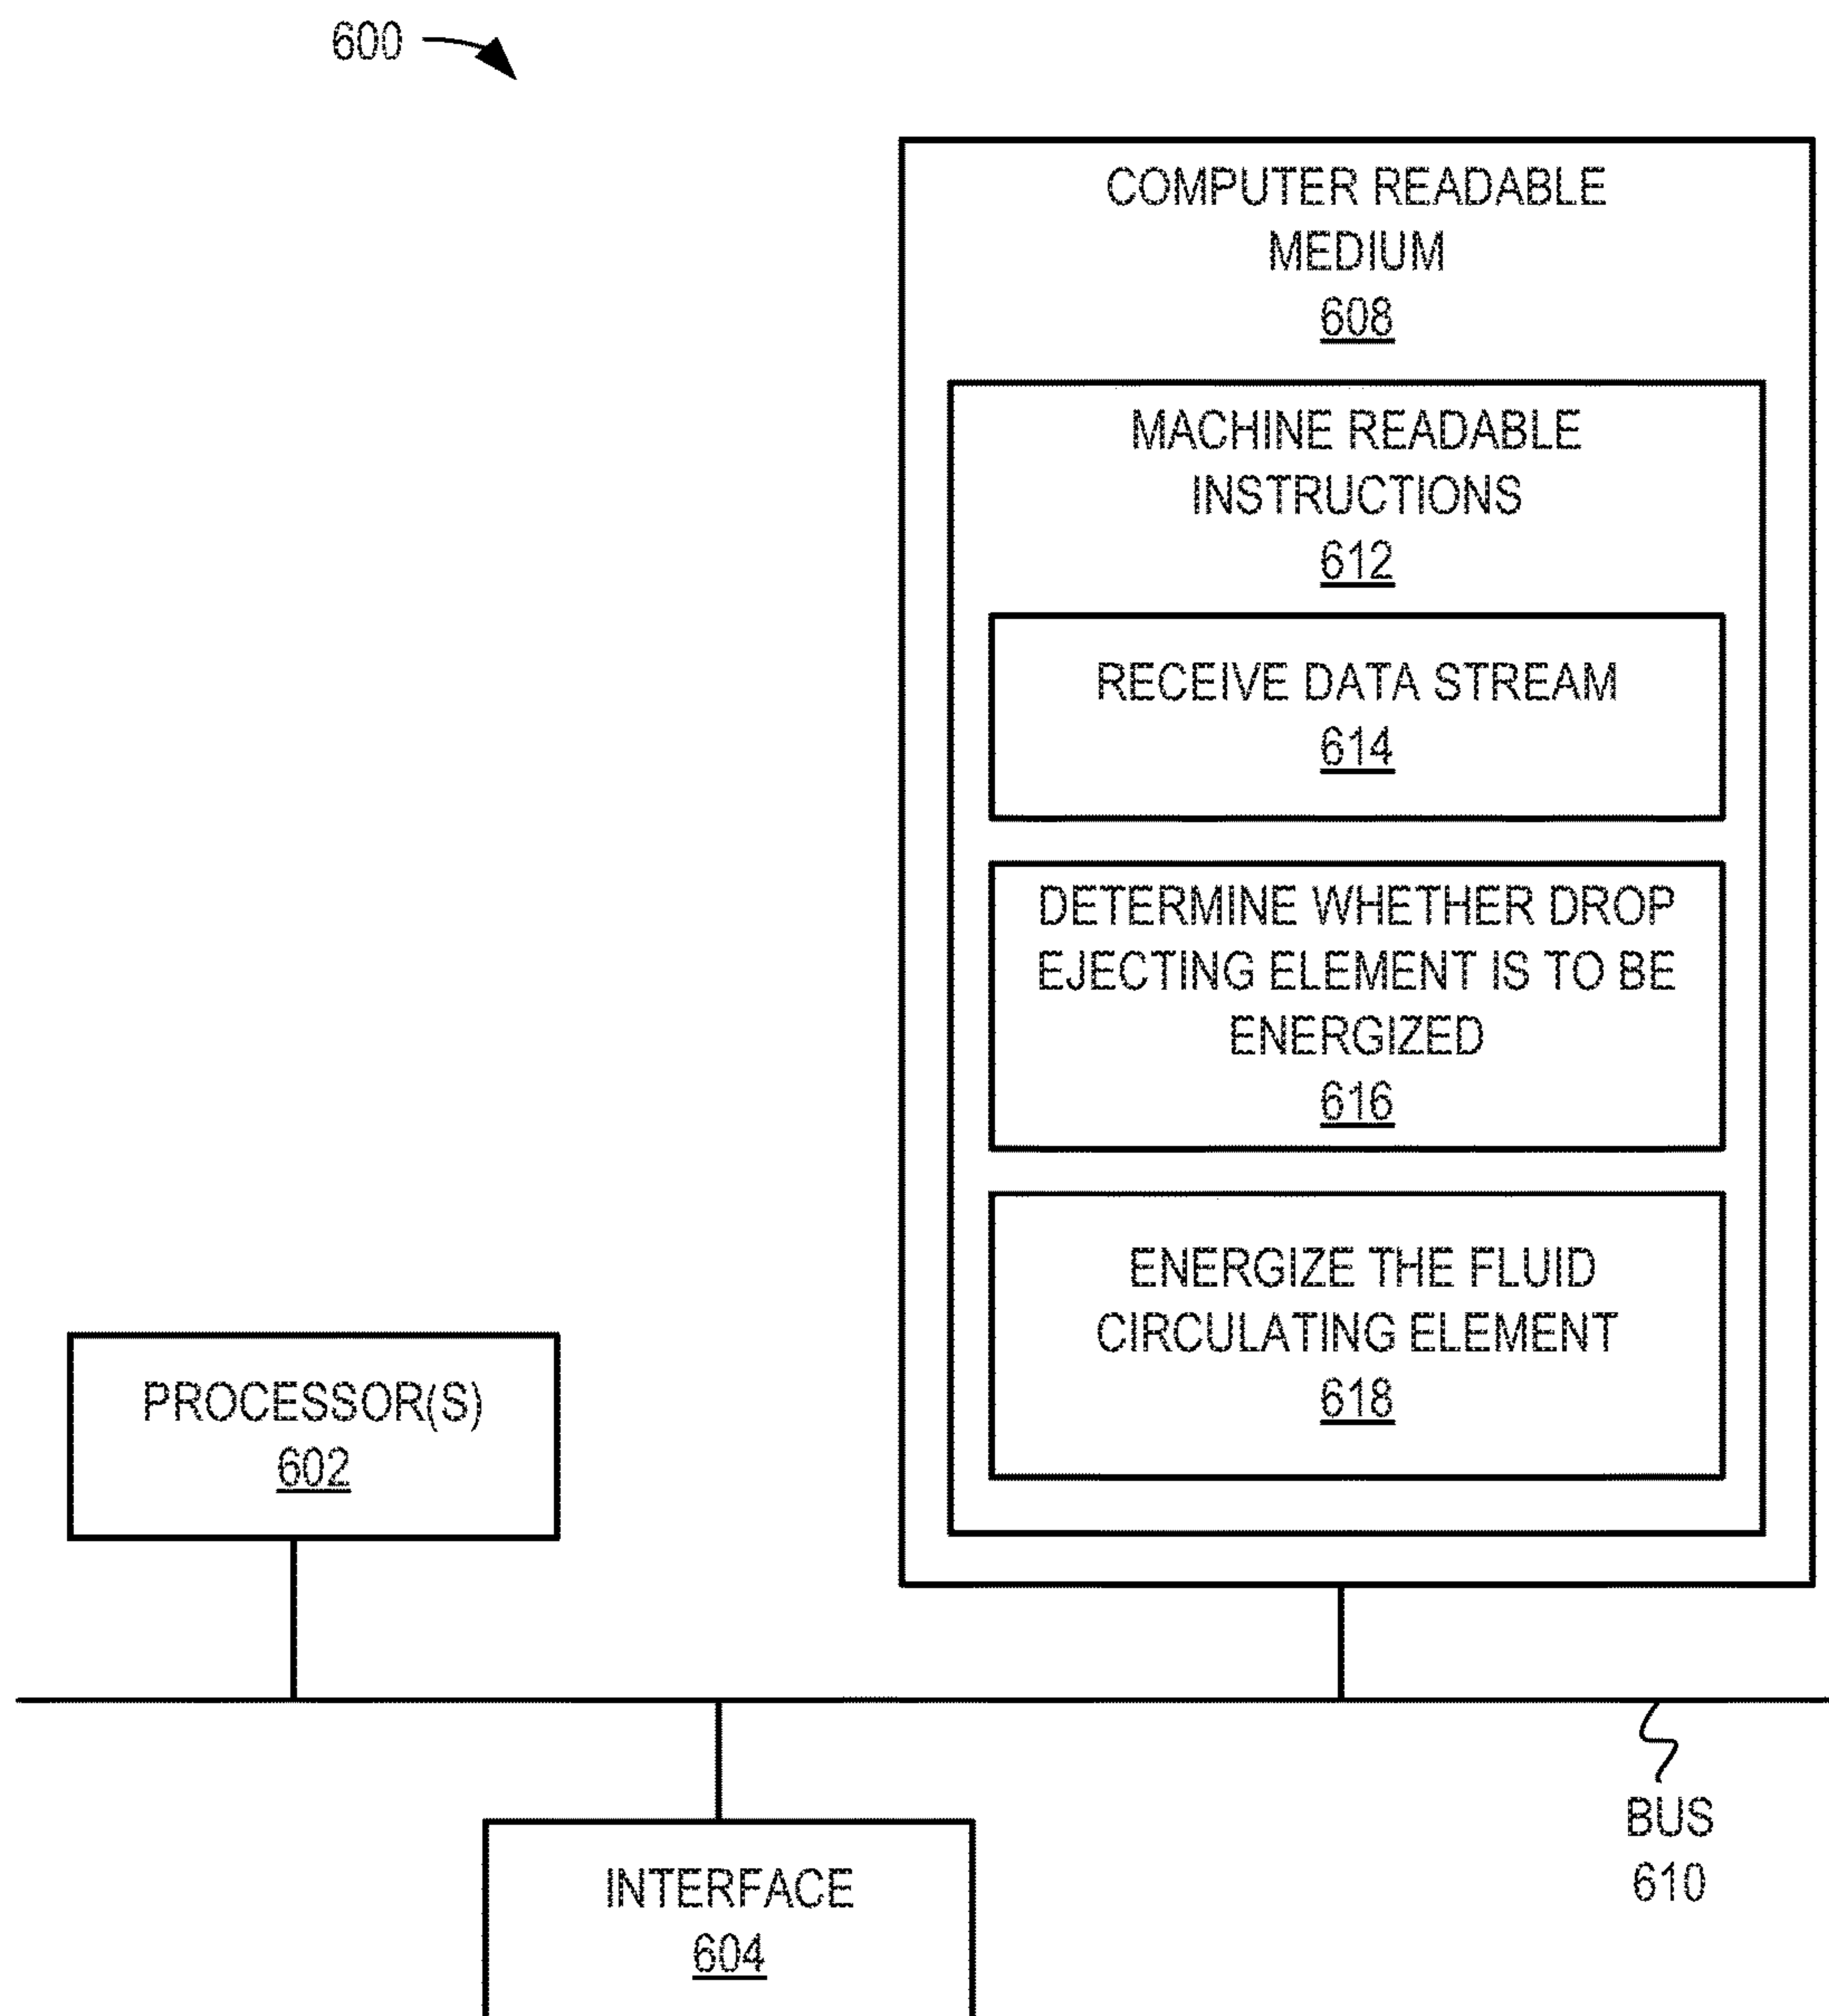 600
COMPUTER READABLE
MEDIUM
608
MACHINE READABLE
INSTRUCTIONS
612
RECEIVE DATA STREAM
614
DETERMINE WHETHER DROP
EJECTING ELEMENT IS TO BE
ENERGIZED
616
ENERGIZE THE FLUID
CIRCULATING ELEMENT
618
PROCESSOR(S)
602
BUS
610
INTERFACE
604